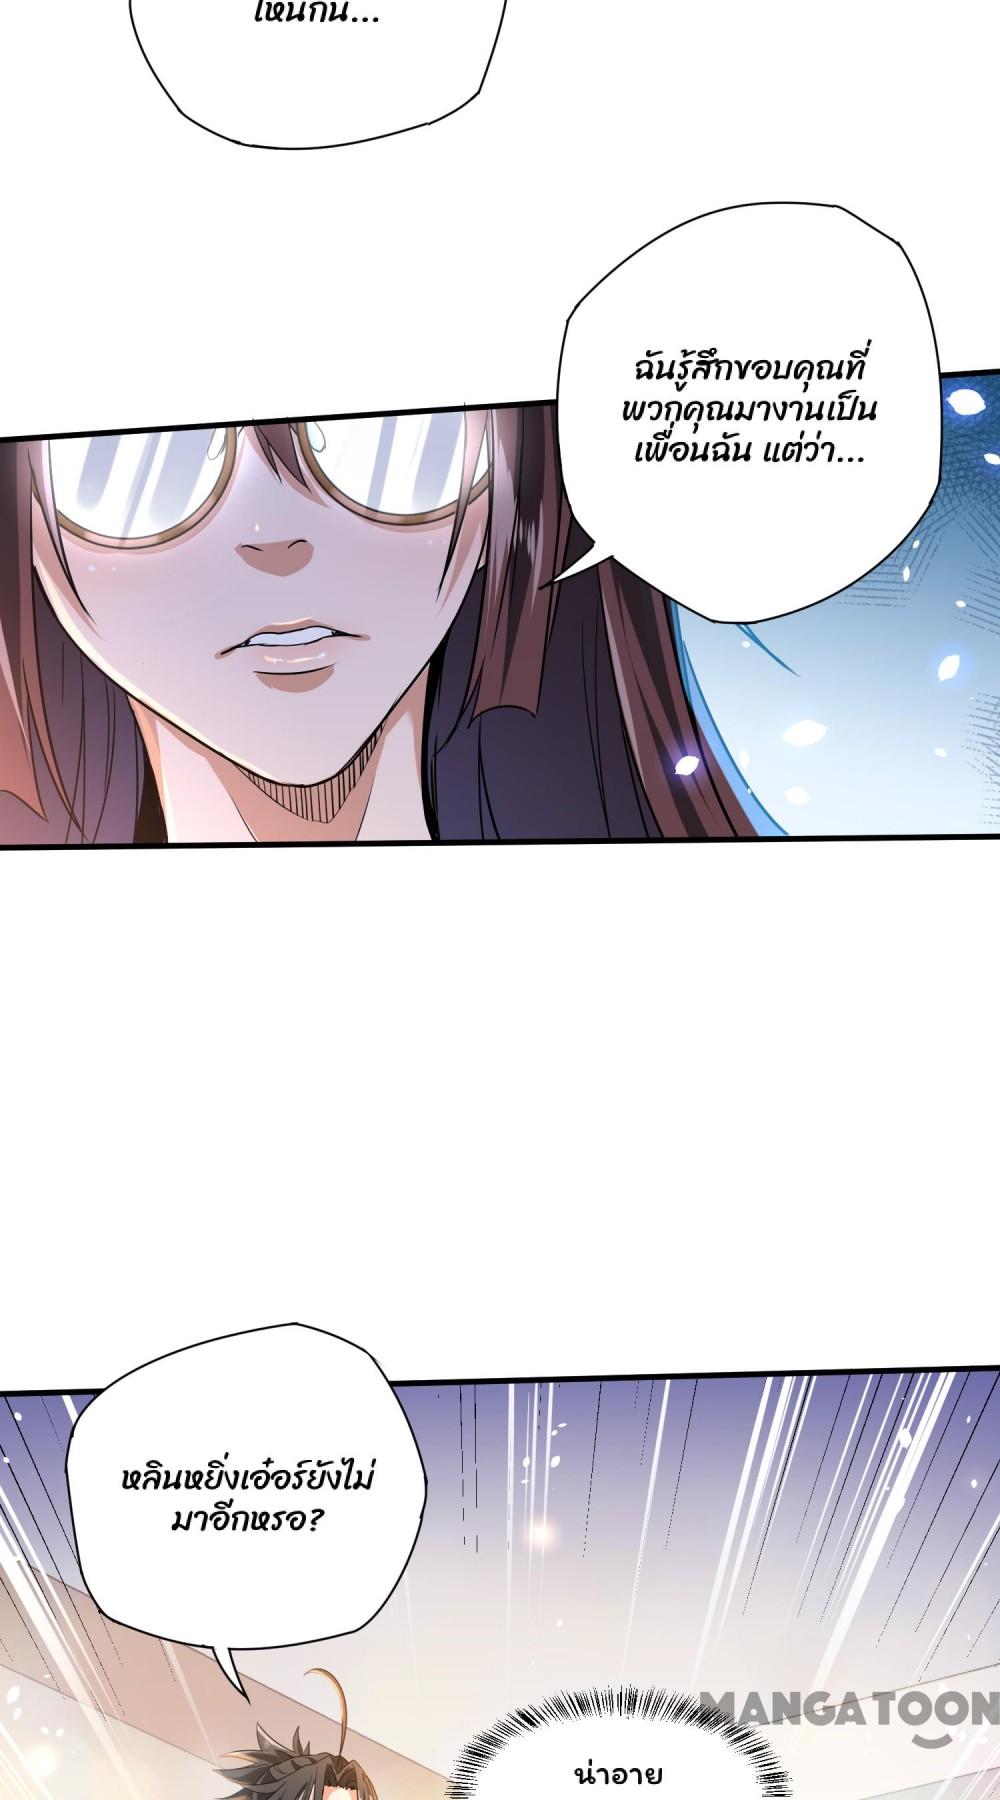 ให้กัน...
ฉันรู้สึกขอบคุณที่
พวกคุณมางานเป็น
เพื่อนฉัน แต่ว่า...
หลินหยิ่งเอ๋อร์ยังไม่
มาอีกหรอ?
MANGATOON
น่าอาย